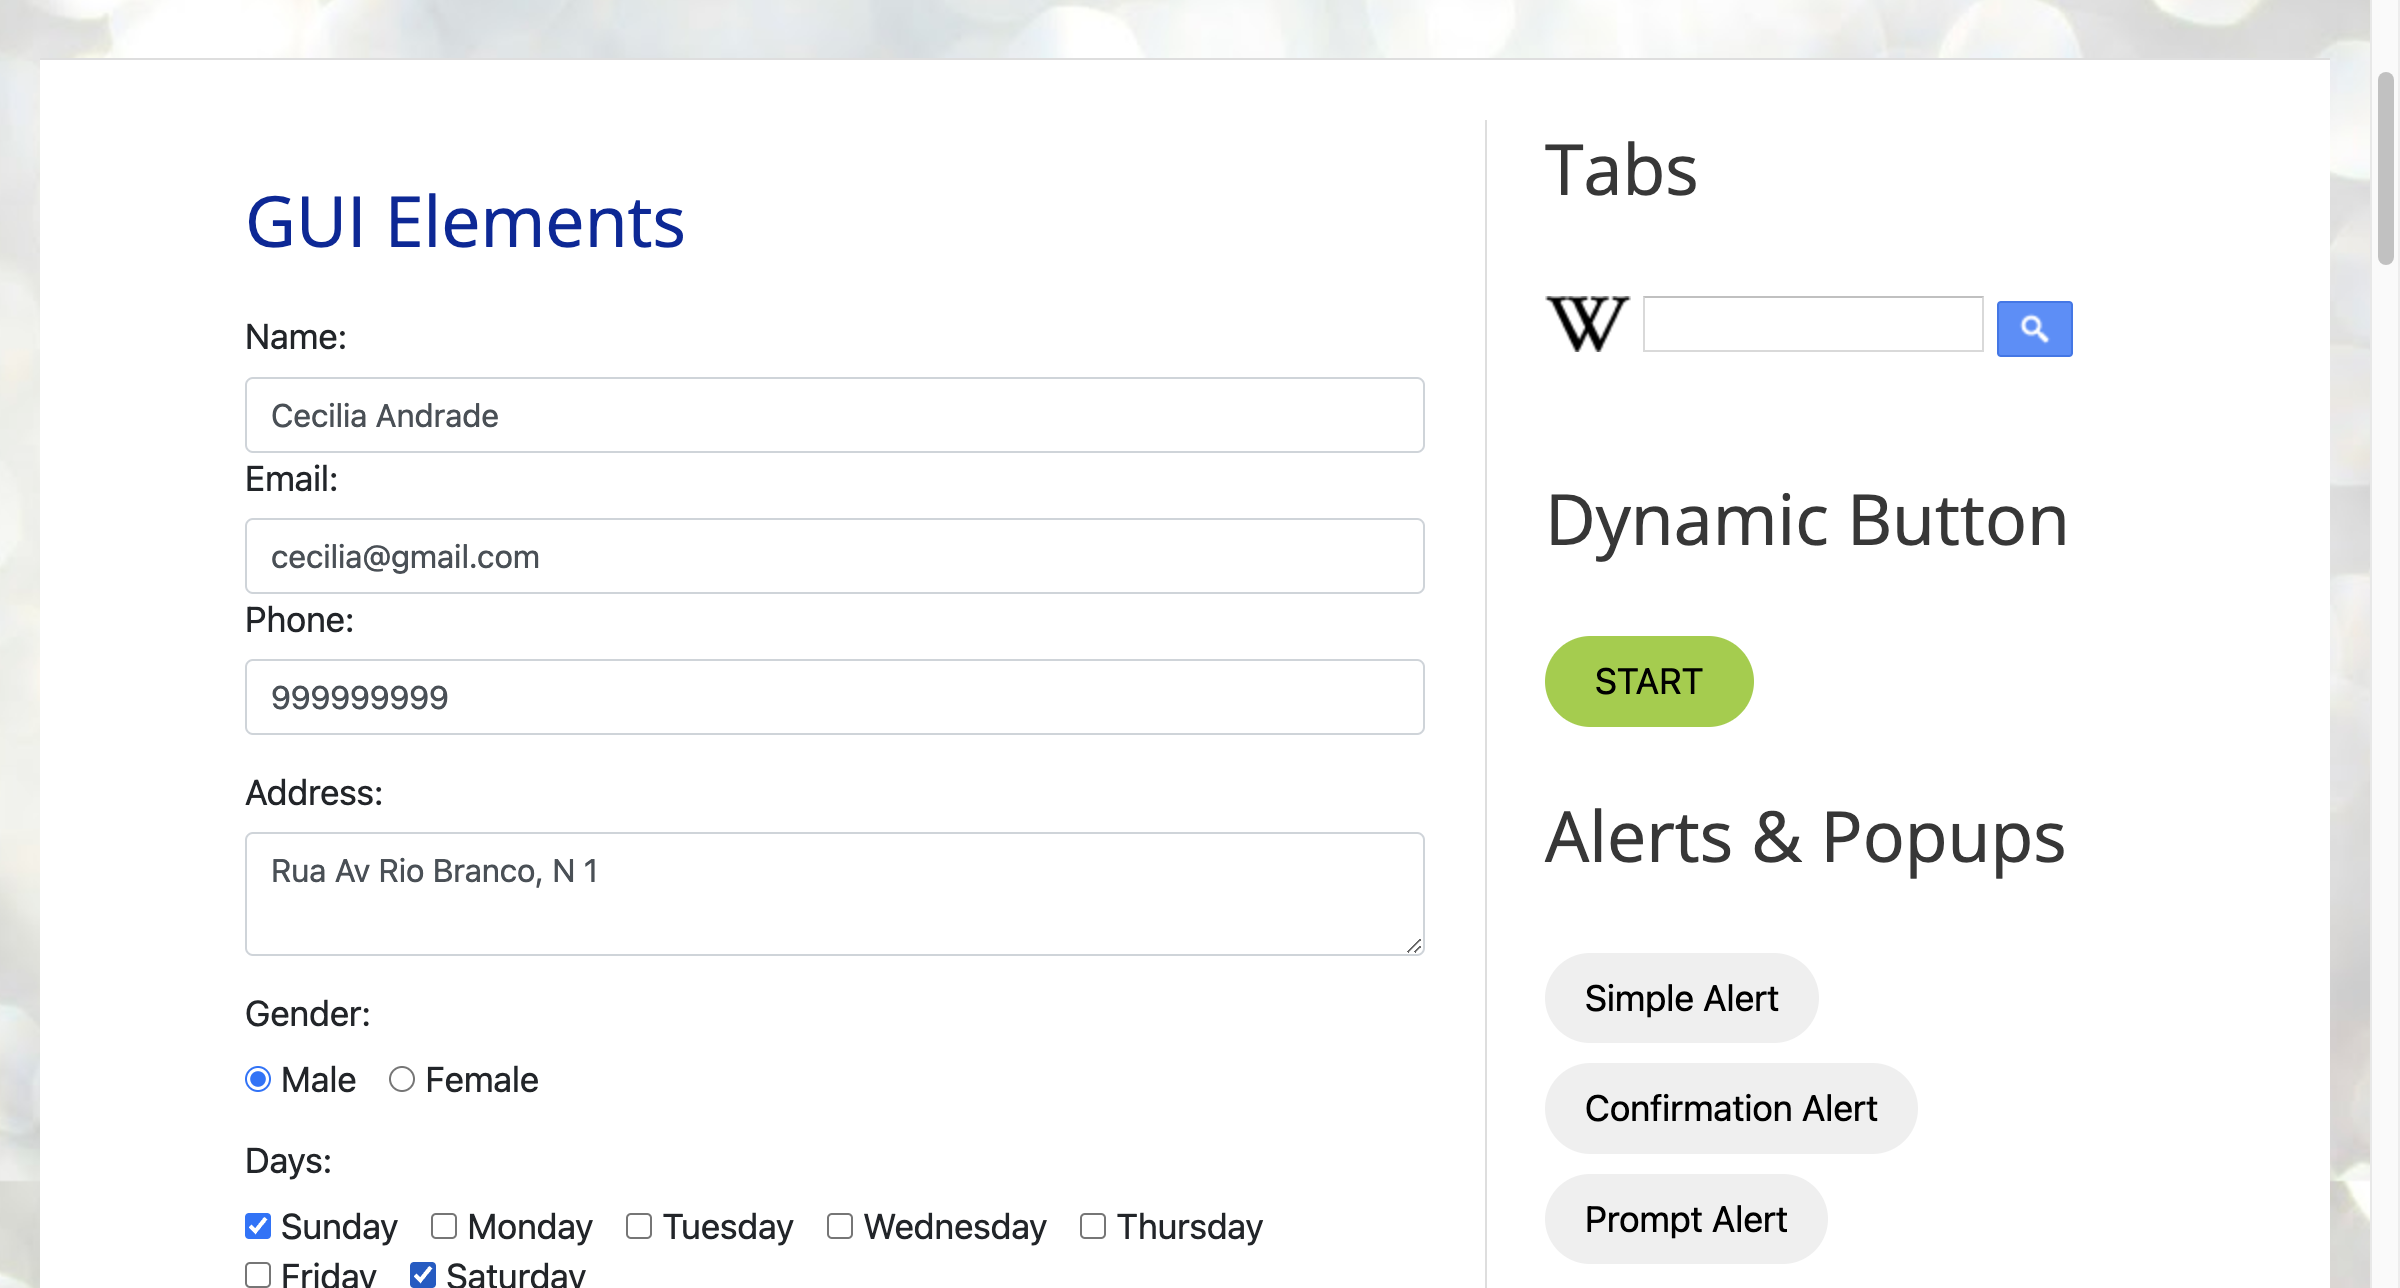 GUI Elements
Name:
Cecilia Andrade
Email:
cecilia@gmail.com
Phone:
999999999
Address:
Rua Av Rio Branco, N 1
Gender:
Male Female
Days:
Sunday Monday Tuesday Wednesday Thursday
Friday Saturday
Tabs
W
Dynamic Button
START
Alerts & Popups
Simple Alert
Confirmation Alert
Prompt Alert